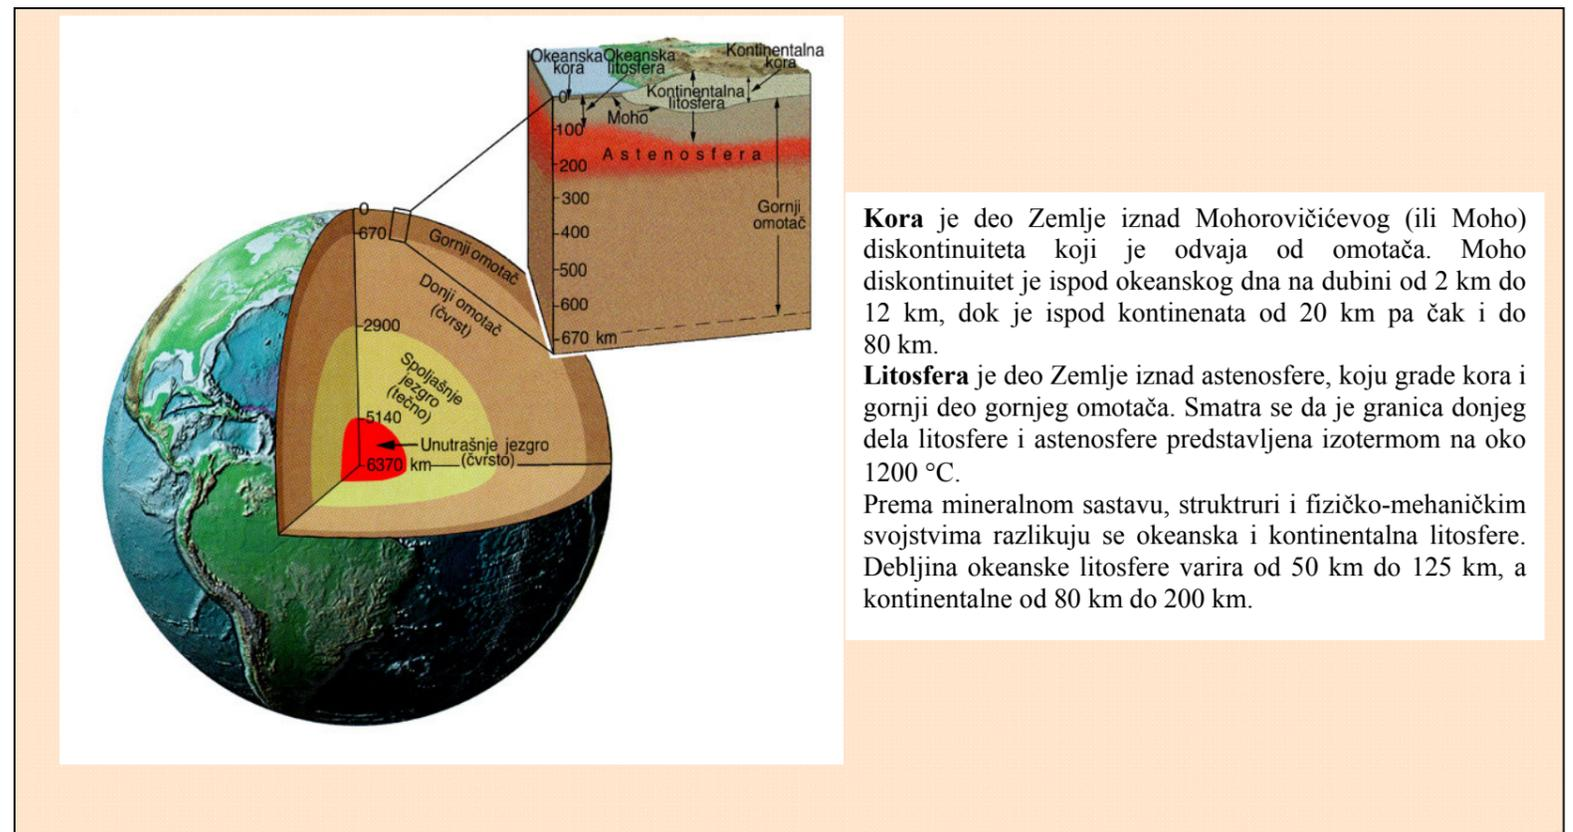 Okeanska
kora
Okeanska
litosfera
Kontinentalna
kora
Kontinentalna
litosfera
Moho
0
100
Astenosfera
200
300
Gornji
omotač
400
500
600
670 km
0
670
Gornji omotač
Donji omotač
(čvrst)
2900
Spoljašnje
jezgro
(tečno)
5140
Unutrašnje jezgro
(čvrsto)
6370 km
Kora je deo Zemlje iznad Mohorovičićevog (ili Moho)
diskontinuiteta koji je odvaja od omotača. Moho
diskontinuitet je ispod okeanskog dna na dubini od 2 km do
12 km, dok je ispod kontinenata od 20 km pa čak i do
80 km.
Litosfera je deo Zemlje iznad astenosfere, koju grade kora i
gornji deo gornjeg omotača. Smatra se da je granica donjeg
dela litosfere i astenosfere predstavljena izotermom na oko
1200 °C.
Prema mineralnom sastavu, struktruri i fizičko-mehaničkim
svojstvima razlikuju se okeanska i kontinentalna litosfere.
Debljina okeanske litosfere varira od 50 km do 125 km, a
kontinentalne od 80 km do 200 km.